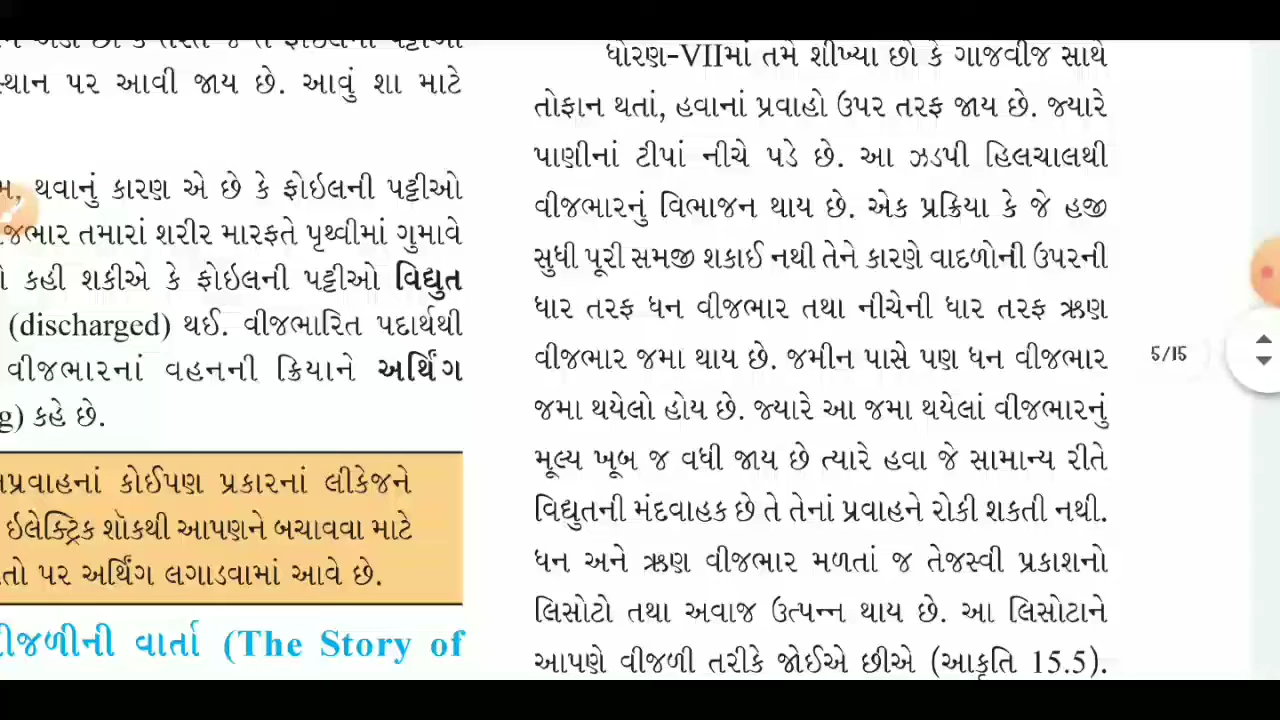 સ્થાન પર આવી જાય છે. આવું શા માટે
થવાનું કારણ એ છે કે ફોઇલની પટ્ટીઓ
તમારાં શરીર મારફતે પૃથ્વીમાં ગુમાવે
કહી શકીએ કે ફોઇલની પટ્ટીઓ વિદ્યુત
(discharged) થઈ. વીજભારિત પદાર્થથી
વીજભારનાં વહનની ક્રિયાને અર્થિંગ
કહે છે.
કોઈપણ પ્રકારનાં લીકેજને
ઇલેક્ટ્રિક શૉકથી આપણને બચાવવા માટે
પર અર્થિંગ લગાડવામાં આવે છે.
વાર્તા (The Story of
ધોરણ-VIIમાં તમે શીખ્યા છો કે ગાજવીજ સાથે
તોફાન થતાં, હવાનાં પ્રવાહો ઉપર તરફ જાય છે. જ્યારે
પાણીનાં ટીપાં નીચે પડે છે. આ ઝડપી હિલચાલથી
વીજભારનું વિભાજન થાય છે. એક પ્રક્રિયા કે જે હજી
સુધી પૂરી સમજી શકાઈ નથી તેને કારણે વાદળોની ઉપરની
ધાર તરફ ધન વીજભાર તથા નીચેની ધાર તરફ ઋણ
વીજભાર જમા થાય છે. જમીન પાસે પણ ધન વીજભાર
જમા થયેલો હોય છે. જ્યારે આ જમા થયેલાં વીજભારનું
મૂલ્ય ખૂબ જ વધી જાય છે ત્યારે હવા જે સામાન્ય રીતે
વિદ્યુતની મંદવાહક છે તે તેનાં પ્રવાહને રોકી શકતી નથી.
ધન અને ઋણ વીજભાર મળતાં જ તેજસ્વી પ્રકાશનો
લિસોટો તથા અવાજ ઉત્પન્ન થાય છે. આ લિસોટાને
આપણે વીજળી તરીકે જોઈએ છીએ (આકૃતિ 15.5).
5/15